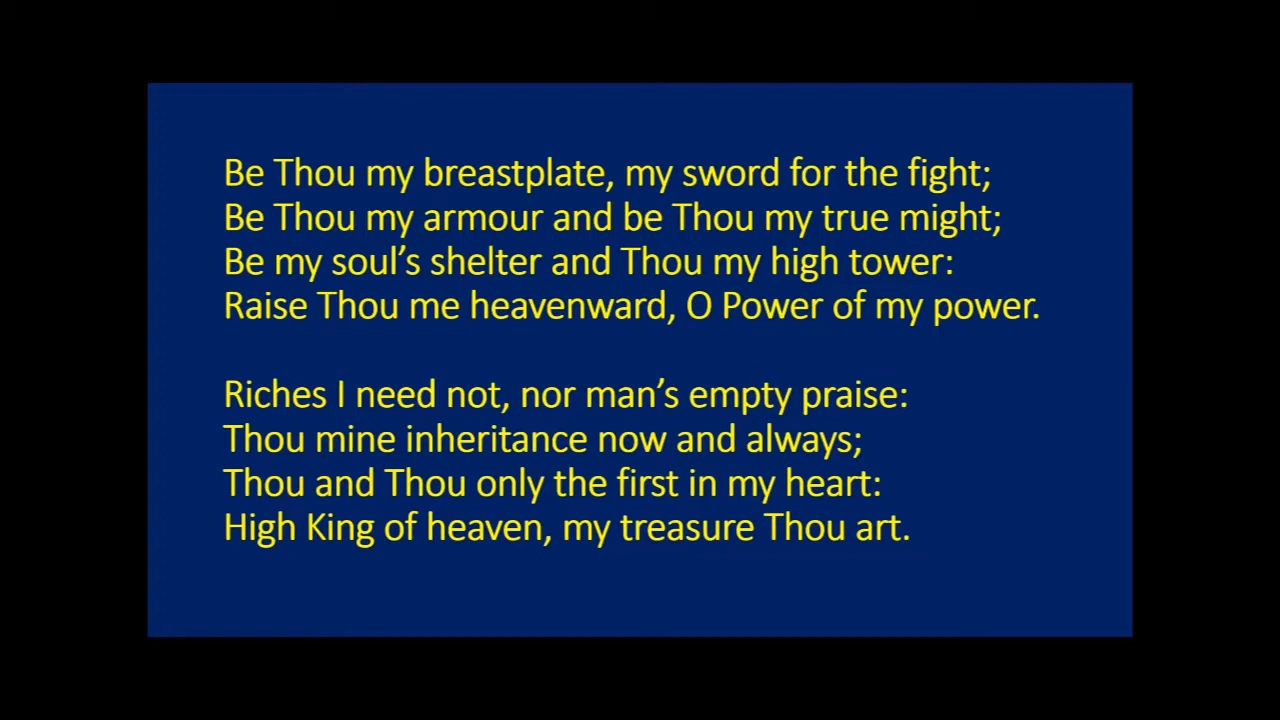 Be Thou my breastplate, my sword for the fight;
Be Thou my armour and be Thou my true might;
Be my soul’s shelter and Thou my high tower:
Raise Thou me heavenward, O Power of my power.

Riches I need not, nor man’s empty praise:
Thou mine inheritance now and always;
Thou and Thou only the first in my heart:
High King of heaven, my treasure Thou art.